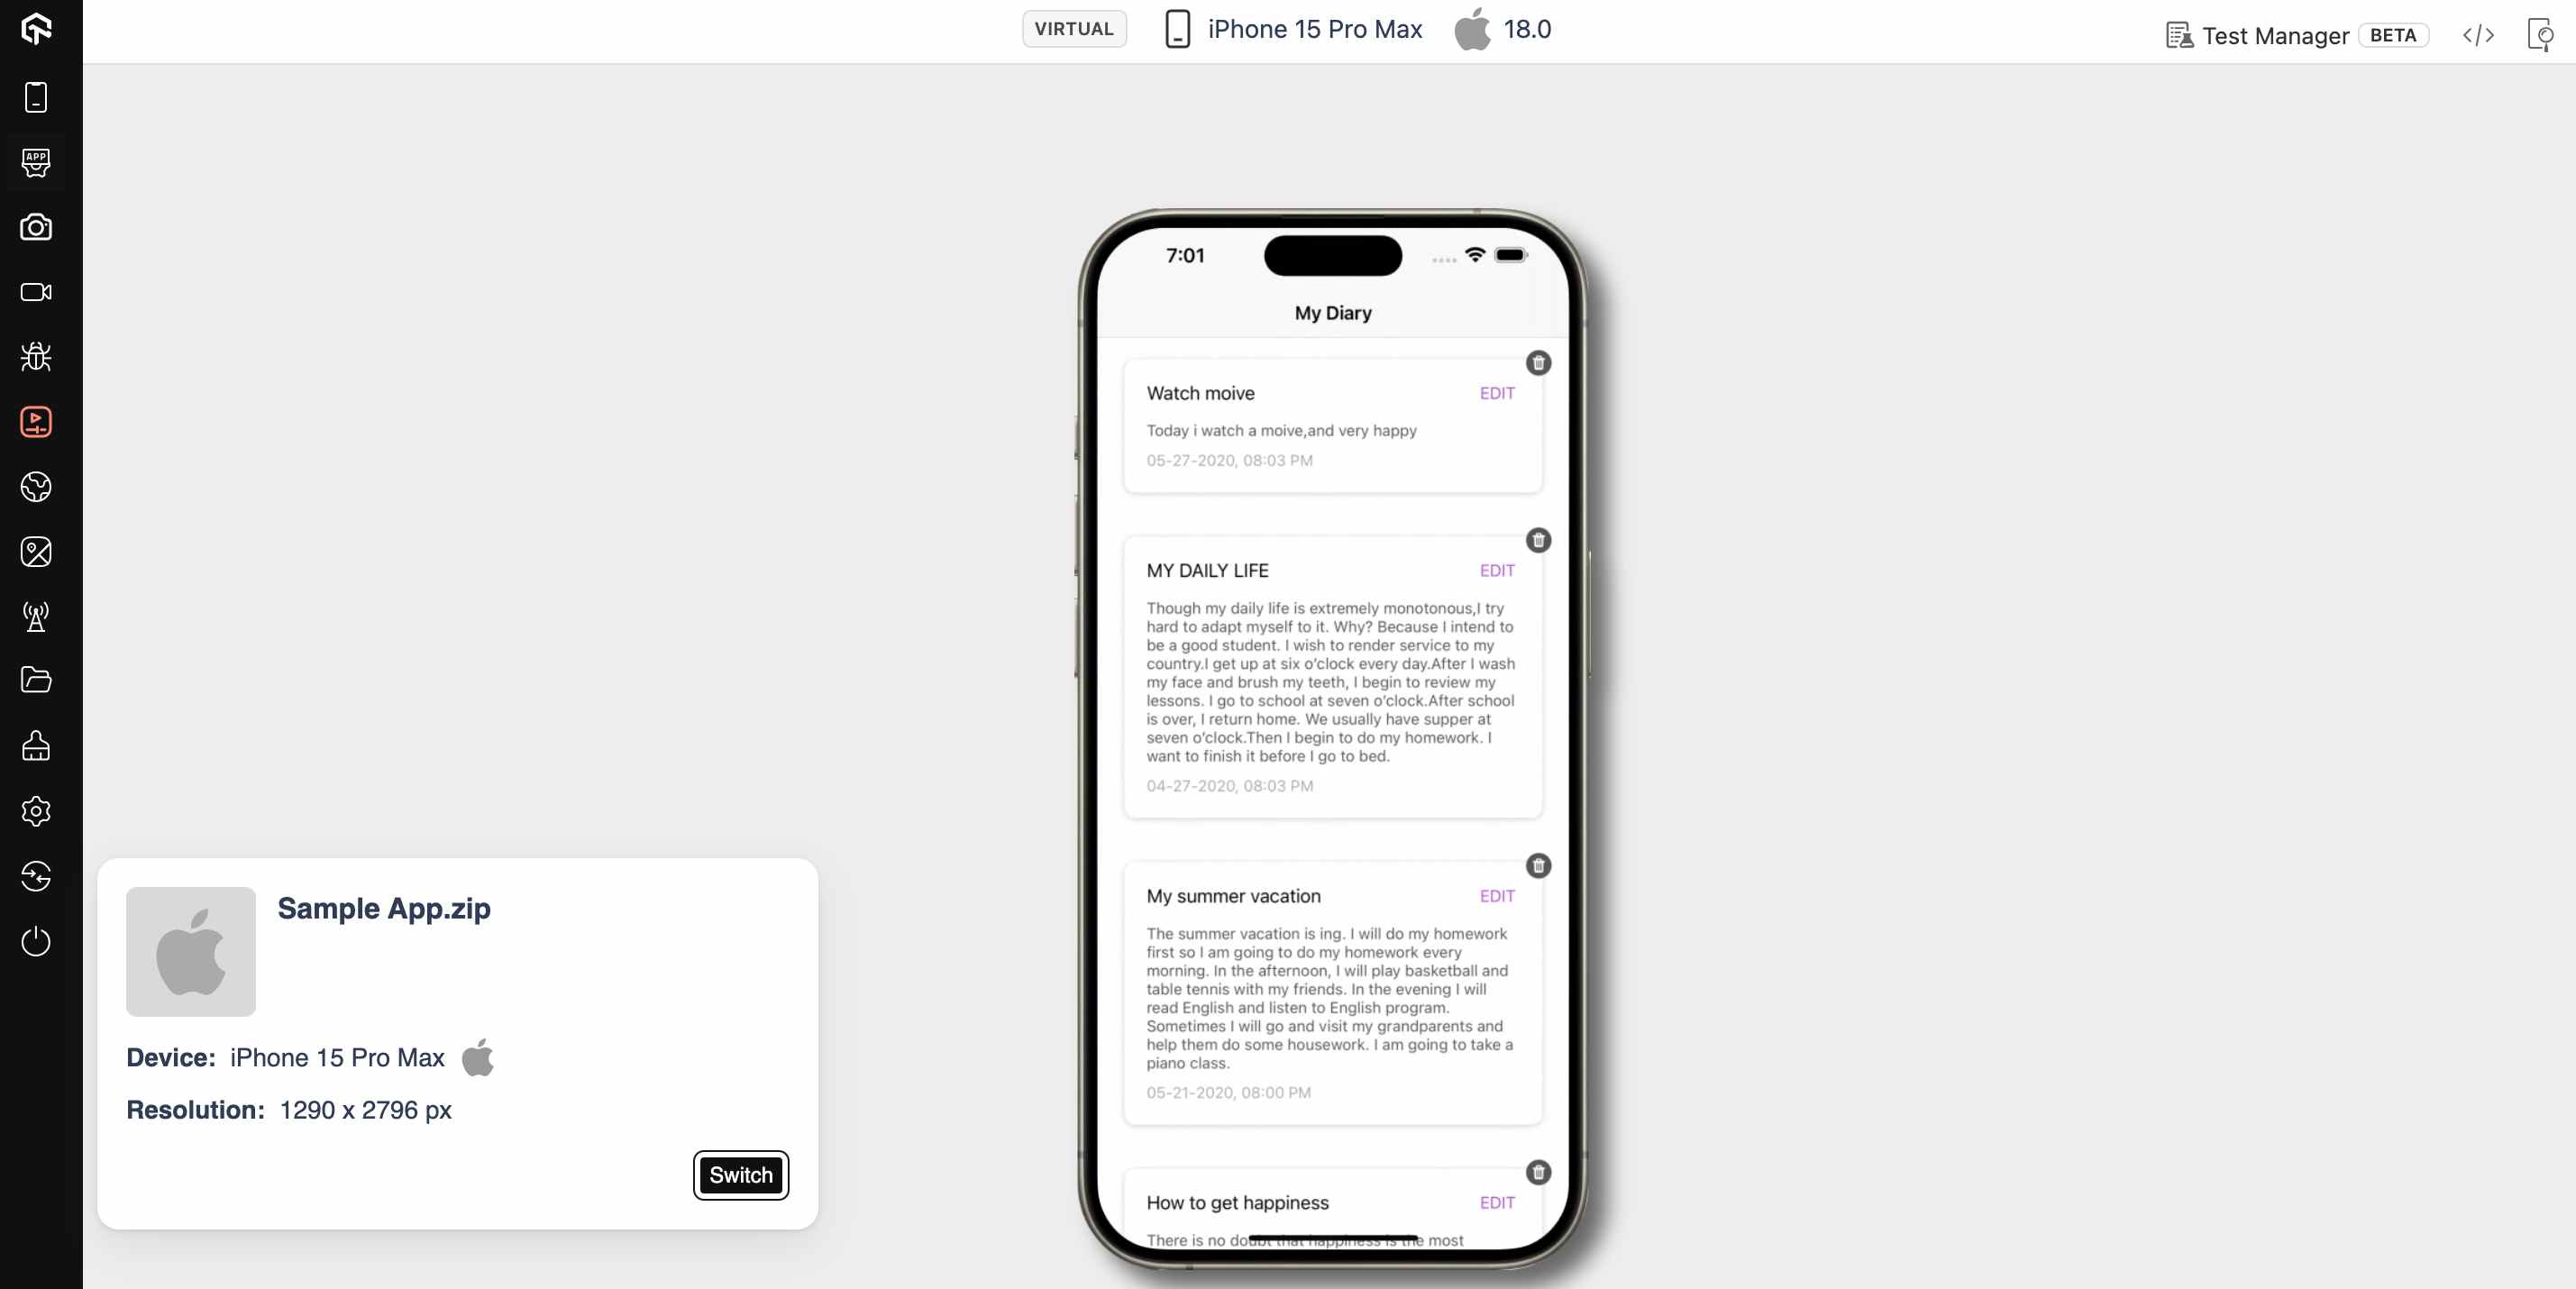 VIRTUAL
iPhone 15 Pro Max
18.0
Test Manager
BETA
APP
7:01
My Diary
Watch moive
EDIT
Today i watch a moive,and very happy
05-27-2020, 08:03 PM
MY DAILY LIFE
EDIT
Though my daily life is extremely monotonous,I try
hard to adapt myself to it. Why? Because I intend to
be a good student. I wish to render service to my
country.I get up at six o'clock every day.After I wash
my face and brush my teeth, I begin to review my
lessons. I go to school at seven o'clock.After school
is over, I return home. We usually have supper at
seven o'clock.Then I begin to do my homework. I
want to finish it before I go to bed.
04-27-2020, 08:03 PM
My summer vacation
EDIT
The summer vacation is ing. I will do my homework
first so I am going to do my homework every
morning. In the afternoon, I will play basketball and
table tennis with my friends. In the evening I will
read English and listen to English program.
Sometimes I will go and visit my grandparents and
help them do some housework. I am going to take a
piano class.
05-21-2020, 08:00 PM
How to get happiness
EDIT
There is no doubt that happiness is the most
Sample App.zip
Device: iPhone 15 Pro Max
Resolution: 1290 x 2796 px
Switch